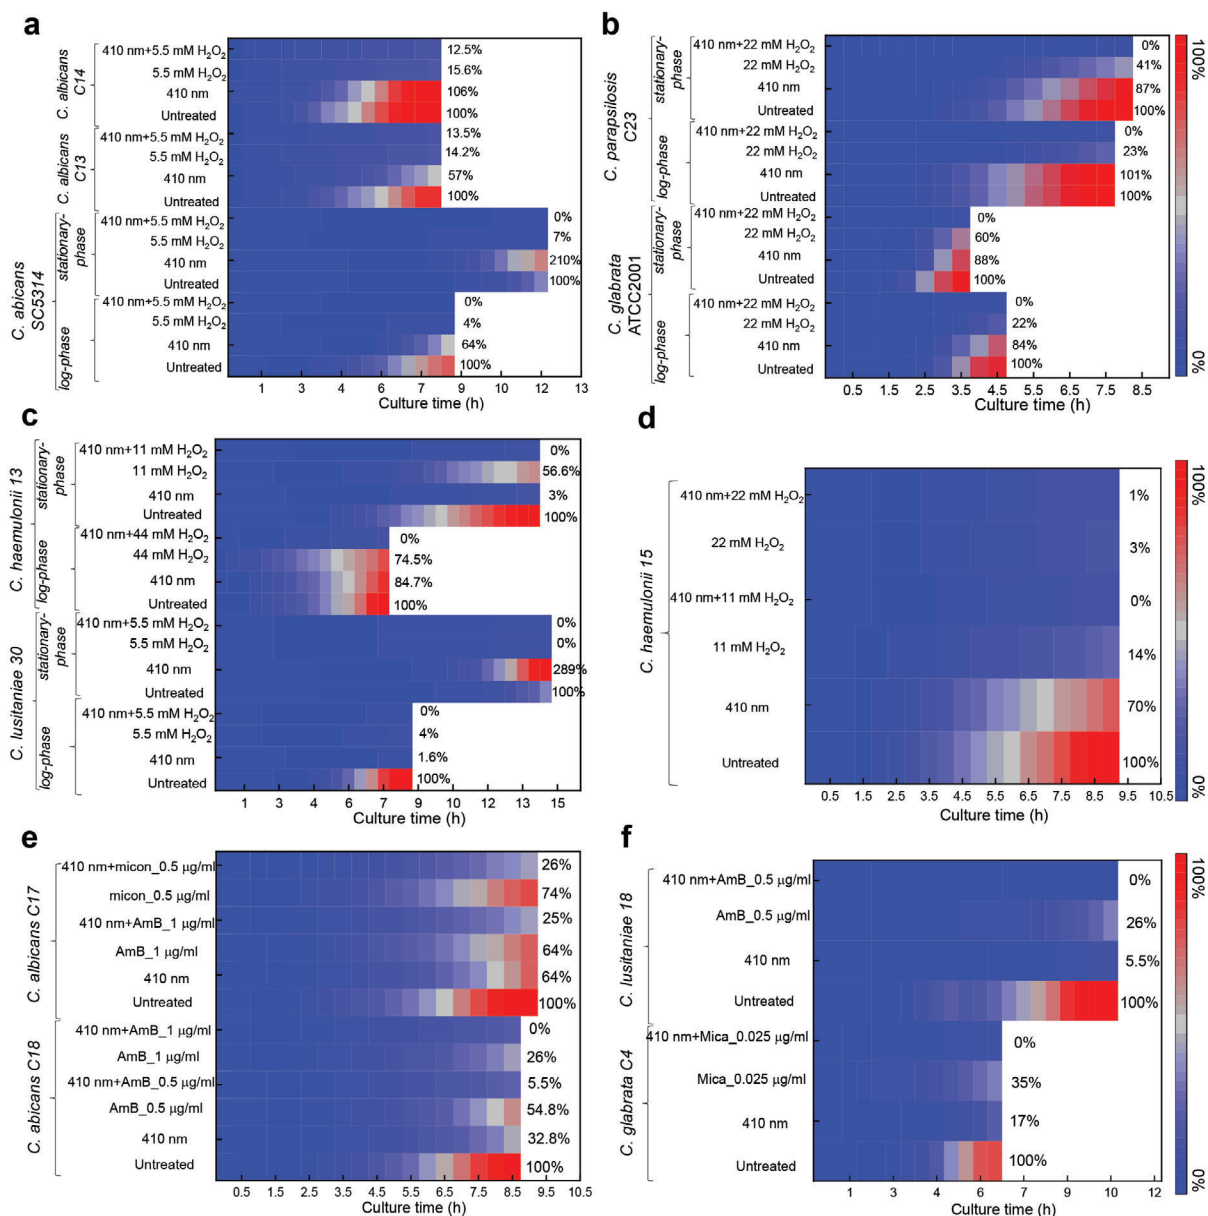 a
C. albicans
C14
410 nm+5.5 mM H₂O₂ 12.5%
5.5 mM H₂O₂ 15.6%
410 nm 106%
Untreated 100%
C. albicans
C13
410 nm+5.5 mM H₂O₂ 13.5%
5.5 mM H₂O₂ 14.2%
410 nm 57%
Untreated 100%
C. abicans
SC5314
stationary-
phase
410 nm+5.5 mM H₂O₂ 0%
5.5 mM H₂O₂ 7%
410 nm 210%
Untreated 100%
log-phase
410 nm+5.5 mM H₂O₂ 0%
5.5 mM H₂O₂ 4%
410 nm 64%
Untreated 100%
1 3 4 6 7 9 10 12 13
Culture time (h)
b
C. parapsilosis
C23
stationary-
phase
410 nm+22 mM H₂O₂ 0%
22 mM H₂O₂ 41%
410 nm 87%
Untreated 100%
log-phase
410 nm+22 mM H₂O₂ 0%
22 mM H₂O₂ 23%
410 nm 101%
Untreated 100%
C. glabrata
ATCC2001
stationary-
phase
410 nm+22 mM H₂O₂ 0%
22 mM H₂O₂ 60%
410 nm 88%
Untreated 100%
log-phase
410 nm+22 mM H₂O₂ 0%
22 mM H₂O₂ 22%
410 nm 84%
Untreated 100%
0.5 1.5 2.5 3.5 4.5 5.5 6.5 7.5 8.5
Culture time (h)
100%
0%
c
C. haemulonii 13
stationary-
phase
410 nm+11 mM H₂O₂ 0%
11 mM H₂O₂ 56.6%
410 nm 3%
Untreated 100%
log-phase
410 nm+44 mM H₂O₂ 0%
44 mM H₂O₂ 74.5%
410 nm 84.7%
Untreated 100%
C. lusitaniae 30
stationary-
phase
410 nm+5.5 mM H₂O₂ 0%
5.5 mM H₂O₂ 0%
410 nm 289%
Untreated 100%
log-phase
410 nm+5.5 mM H₂O₂ 0%
5.5 mM H₂O₂ 4%
410 nm 1.6%
Untreated 100%
1 3 4 6 7 9 10 12 13 15
Culture time (h)
d
C. haemulonii 15
410 nm+22 mM H₂O₂ 1%
22 mM H₂O₂ 3%
410 nm+11 mM H₂O₂ 0%
11 mM H₂O₂ 14%
410 nm 70%
Untreated 100%
0.5 1.5 2.5 3.5 4.5 5.5 6.5 7.5 8.5 9.5 10.5
Culture time (h)
100%
0%
e
C. albicans C17
410 nm+micon_0.5 µg/ml 26%
micon_0.5 µg/ml 74%
410 nm+AmB_1 µg/ml 25%
AmB_1 µg/ml 64%
410 nm 64%
Untreated 100%
C. abicans C18
410 nm+AmB_1 µg/ml 0%
AmB_1 µg/ml 26%
410 nm+AmB_0.5 µg/ml 5.5%
AmB_0.5 µg/ml 54.8%
410 nm 32.8%
Untreated 100%
0.5 1.5 2.5 3.5 4.5 5.5 6.5 7.5 8.5 9.5 10.5
Culture time (h)
f
C. lusitaniae 18
410 nm+AmB_0.5 µg/ml 0%
AmB_0.5 µg/ml 26%
410 nm 5.5%
Untreated 100%
C. glabrata C4
410 nm+Mica_0.025 µg/ml 0%
Mica_0.025 µg/ml 35%
410 nm 17%
Untreated 100%
1 3 4 6 7 9 10 12
Culture time (h)
100%
0%